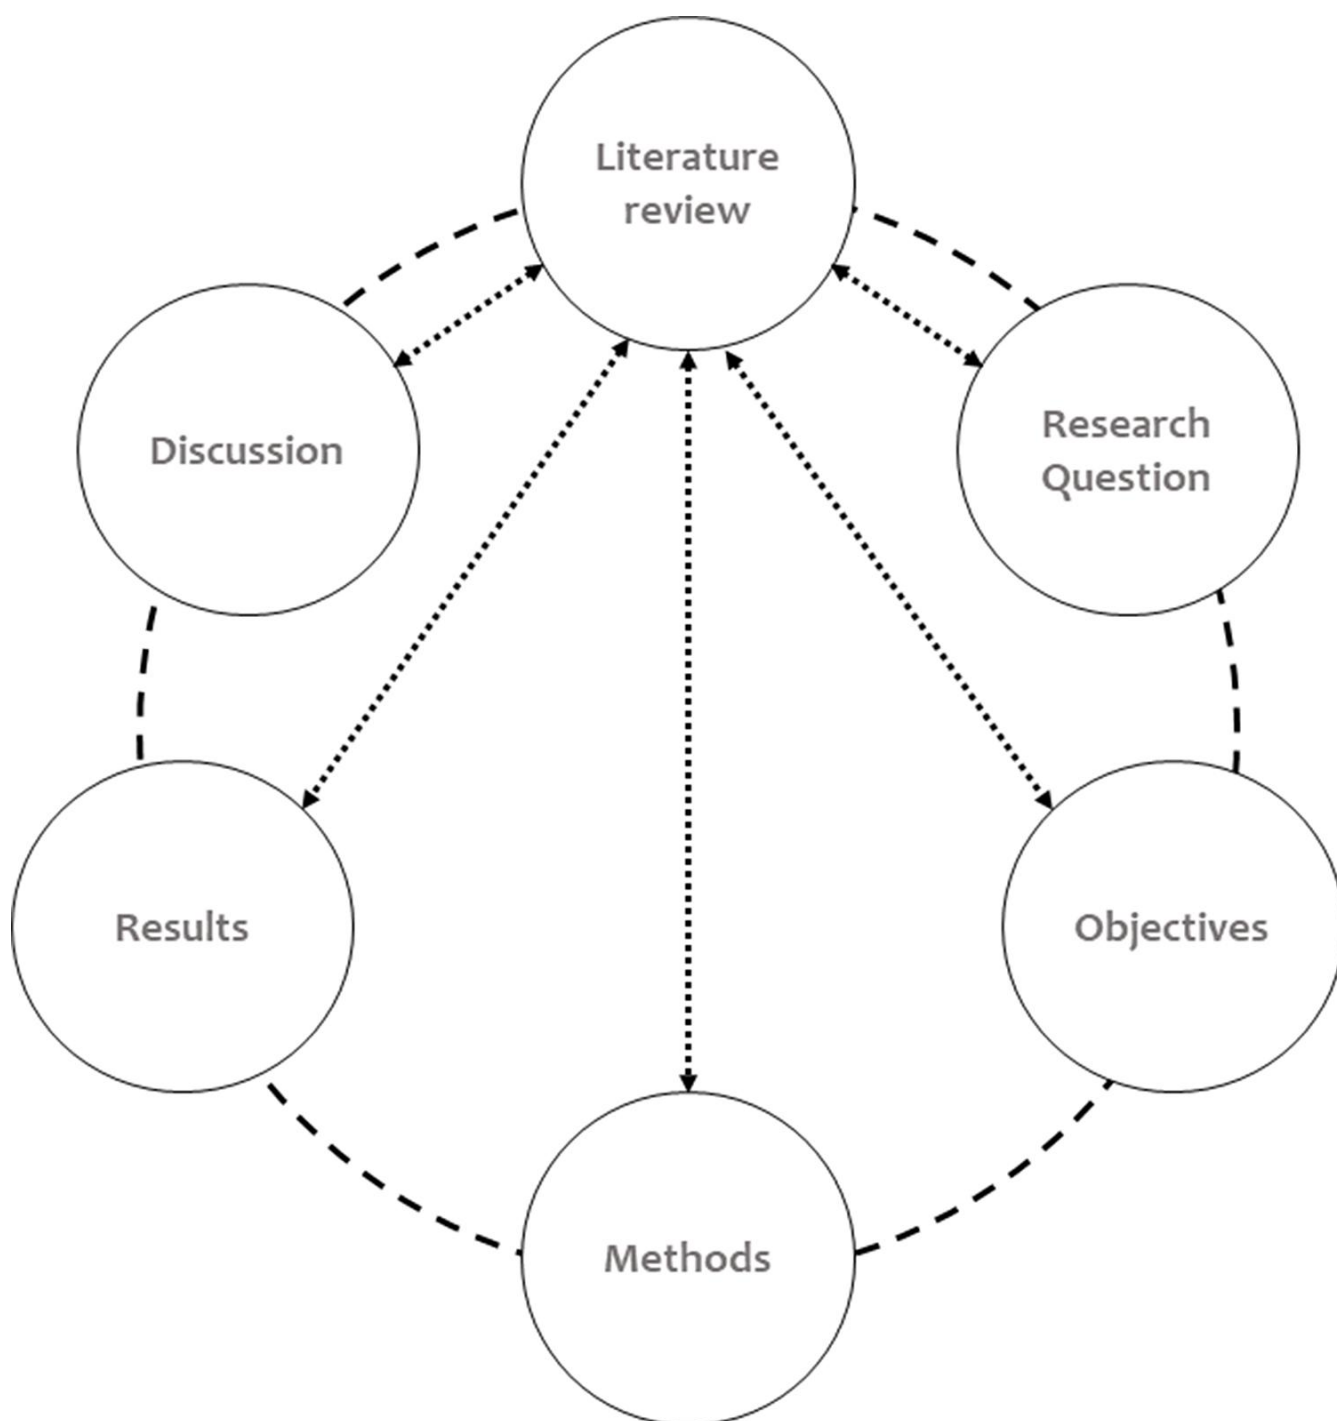 Literature
review
Discussion
Research
Question
Results
Objectives
Methods